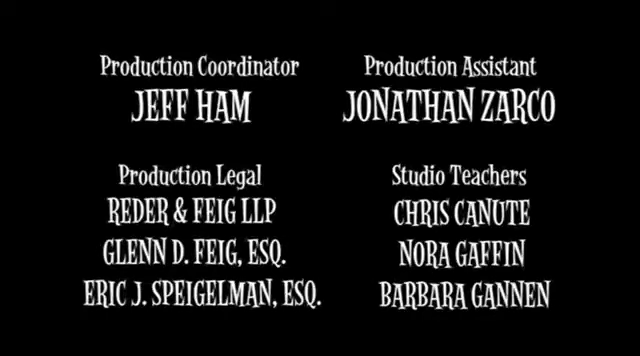 Production Coordinator
JEFF HAM
Production Assistant
JONATHAN ZARCO
Production Legal
REDER & FEIG LLP
GLENN D. FEIG, ESQ.
ERIC J. SPEIGELMAN, ESQ.
Studio Teachers
CHRIS CANUTE
NORA GAFFIN
BARBARA GANNEN